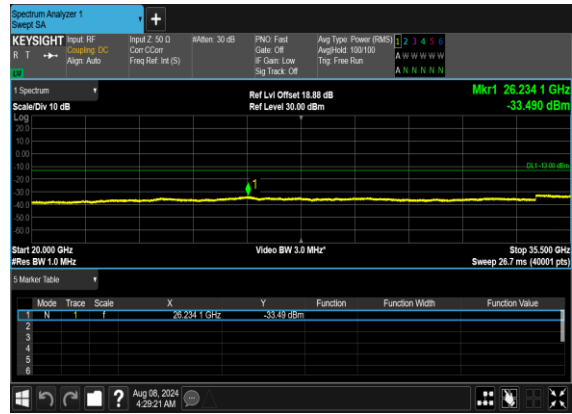 Spectrum Analyzer 1
Swept SA
+
KEYSIGHT
R T
Input: RF
Coupling: DC
Align: Auto
Input Z: 50 Ω
Corr CCorr
Freq Ref: Int (S)
#Atten: 30 dB
PNO: Fast
Gate: Off
IF Gain: Low
Sig Track: Off
Avg Type: Power (RMS)
Avg|Hold: 100/100
Trig: Free Run
1 2 3 4 5 6
A W W W W W
A N N N N N
1 Spectrum
Scale/Div 10 dB
Ref Lvl Offset 18.88 dB
Ref Level 30.00 dBm
Mkr1 26.234 1 GHz
-33.490 dBm
Log
20.0
10.0
0.00
-10.0
DL1 -13.00 dBm
-20.0
-30.0
1
-40.0
-50.0
-60.0
Start 20.000 GHz
#Res BW 1.0 MHz
Video BW 3.0 MHz*
Stop 35.500 GHz
Sweep 26.7 ms (40001 pts)
5 Marker Table
Mode Trace Scale X Y Function Function Width Function Value
1 N 1 f 26.234 1 GHz -33.49 dBm
2
3
4
5
6
?
Aug 08, 2024
4:29:21 AM